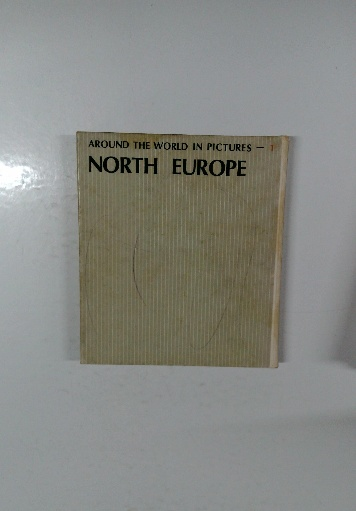 AROUND THE WORLD IN PICTURES — 1
NORTH EUROPE